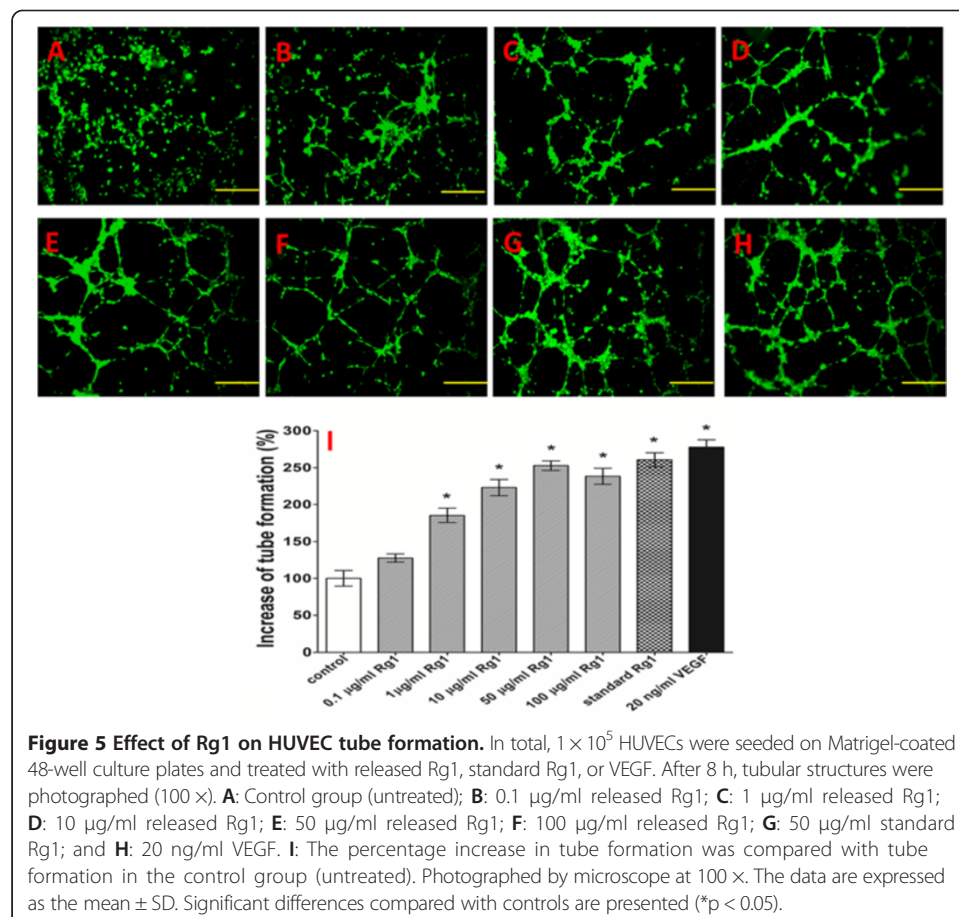 A B C D
E F G H
I
Increase of tube formation (%)
300
250
200
150
100
50
0
* * * * * *
control
0.1 µg/ml Rg1
1 µg/ml Rg1
10 µg/ml Rg1
50 µg/ml Rg1
100 µg/ml Rg1
standard Rg1
20 ng/ml VEGF
Figure 5 Effect of Rg1 on HUVEC tube formation. In total, 1 × 10⁵ HUVECs were seeded on Matrigel-coated
48-well culture plates and treated with released Rg1, standard Rg1, or VEGF. After 8 h, tubular structures were
photographed (100 ×). A: Control group (untreated); B: 0.1 µg/ml released Rg1; C: 1 µg/ml released Rg1;
D: 10 µg/ml released Rg1; E: 50 µg/ml released Rg1; F: 100 µg/ml released Rg1; G: 50 µg/ml standard
Rg1; and H: 20 ng/ml VEGF. I: The percentage increase in tube formation was compared with tube
formation in the control group (untreated). Photographed by microscope at 100 ×. The data are expressed
as the mean ± SD. Significant differences compared with controls are presented (*p < 0.05).